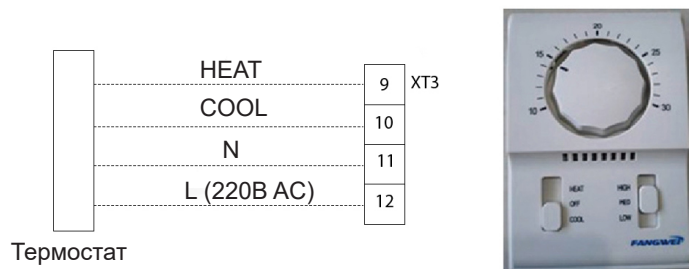 HEAT
9 XT3
COOL
10
N
11
L (220В AC)
12
Термостат
20
15 25
10 30
HEAT HIGH
OFF MED
COOL LOW
FANGWEI